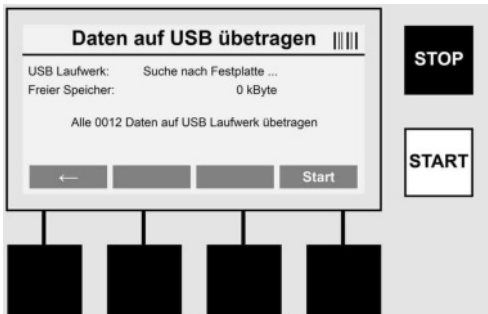 Daten auf USB übetragen
USB Laufwerk: Suche nach Festplatte ...
Freier Speicher: 0 kByte
Alle 0012 Daten auf USB Laufwerk übetragen
← Start
STOP
START